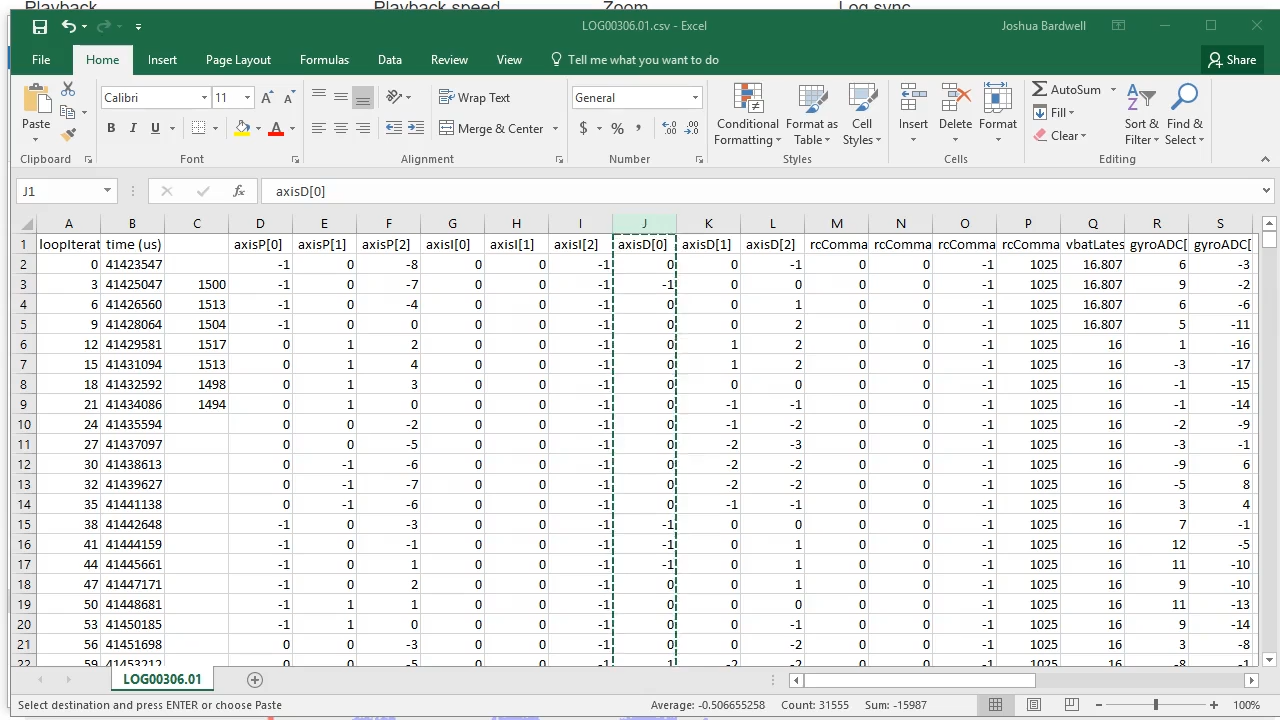 Playback Playback speed Zoom Log sync
LOG00306.01.csv - Excel Joshua Bardwell
File Home Insert Page Layout Formulas Data Review View Tell me what you want to do Share
Paste Calibri 11 Wrap Text General Conditional Format as Cell Insert Delete Format AutoSum Sort & Find &
B I U Merge & Center $ % , Formatting Table Styles Fill Filter Select
Clear
Clipboard Font Alignment Number Styles Cells Editing
J1 fx axisD[0]
A B C D E F G H I J K L M N O P Q R S
1 loopIterat time (us) axisP[0] axisP[1] axisP[2] axisI[0] axisI[1] axisI[2] axisD[0] axisD[1] axisD[2] rcComma rcComma rcComma rcComma vbatLates gyroADC[ gyroADC[
2 0 41423547 -1 0 -8 0 0 -1 0 0 -1 0 0 -1 1025 16.807 6 -3
3 3 41425047 1500 -1 0 -7 0 0 -1 -1 0 0 0 0 -1 1025 16.807 9 -2
4 6 41426560 1513 -1 0 -4 0 0 -1 0 0 1 0 0 -1 1025 16.807 6 -6
5 9 41428064 1504 -1 0 0 0 0 -1 0 0 2 0 0 -1 1025 16.807 5 -11
6 12 41429581 1517 0 1 2 0 0 -1 0 1 2 0 0 -1 1025 16 1 -16
7 15 41431094 1513 0 1 4 0 0 -1 0 1 2 0 0 -1 1025 16 -3 -17
8 18 41432592 1498 0 1 3 0 0 -1 0 0 0 0 0 -1 1025 16 -1 -15
9 21 41434086 1494 0 1 0 0 0 -1 0 -1 -1 0 0 -1 1025 16 -1 -14
10 24 41435594 0 0 -2 0 0 -1 0 -1 -2 0 0 -1 1025 16 -2 -9
11 27 41437097 0 0 -5 0 0 -1 0 -2 -3 0 0 -1 1025 16 -3 -1
12 30 41438613 0 -1 -6 0 0 -1 0 -2 -2 0 0 -1 1025 16 -9 6
13 32 41439627 0 -1 -7 0 0 -1 0 -2 -2 0 0 -1 1025 16 -5 8
14 35 41441138 0 -1 -6 0 0 -1 0 -1 -1 0 0 -1 1025 16 3 4
15 38 41442648 -1 0 -3 0 0 -1 -1 0 0 0 0 -1 1025 16 7 -1
16 41 41444159 -1 0 -1 0 0 -1 -1 0 1 0 0 -1 1025 16 12 -5
17 44 41445661 -1 0 1 0 0 -1 -1 0 1 0 0 -1 1025 16 11 -10
18 47 41447171 -1 0 2 0 0 -1 0 0 1 0 0 -1 1025 16 9 -10
19 50 41448681 -1 1 1 0 0 -1 0 0 0 0 0 -1 1025 16 11 -13
20 53 41450185 -1 1 0 0 0 -1 0 0 -1 0 0 -1 1025 16 9 -14
21 56 41451698 0 0 -3 0 0 -1 0 0 -2 0 0 -1 1025 16 3 -8
22 59 41453212 0 0 -5 0 0 -1 1 -2 -2 0 0 -1 1025 16 -8 -1
LOG00306.01
Select destination and press ENTER or choose Paste Average: -0.506655258 Count: 31555 Sum: -15987 100%